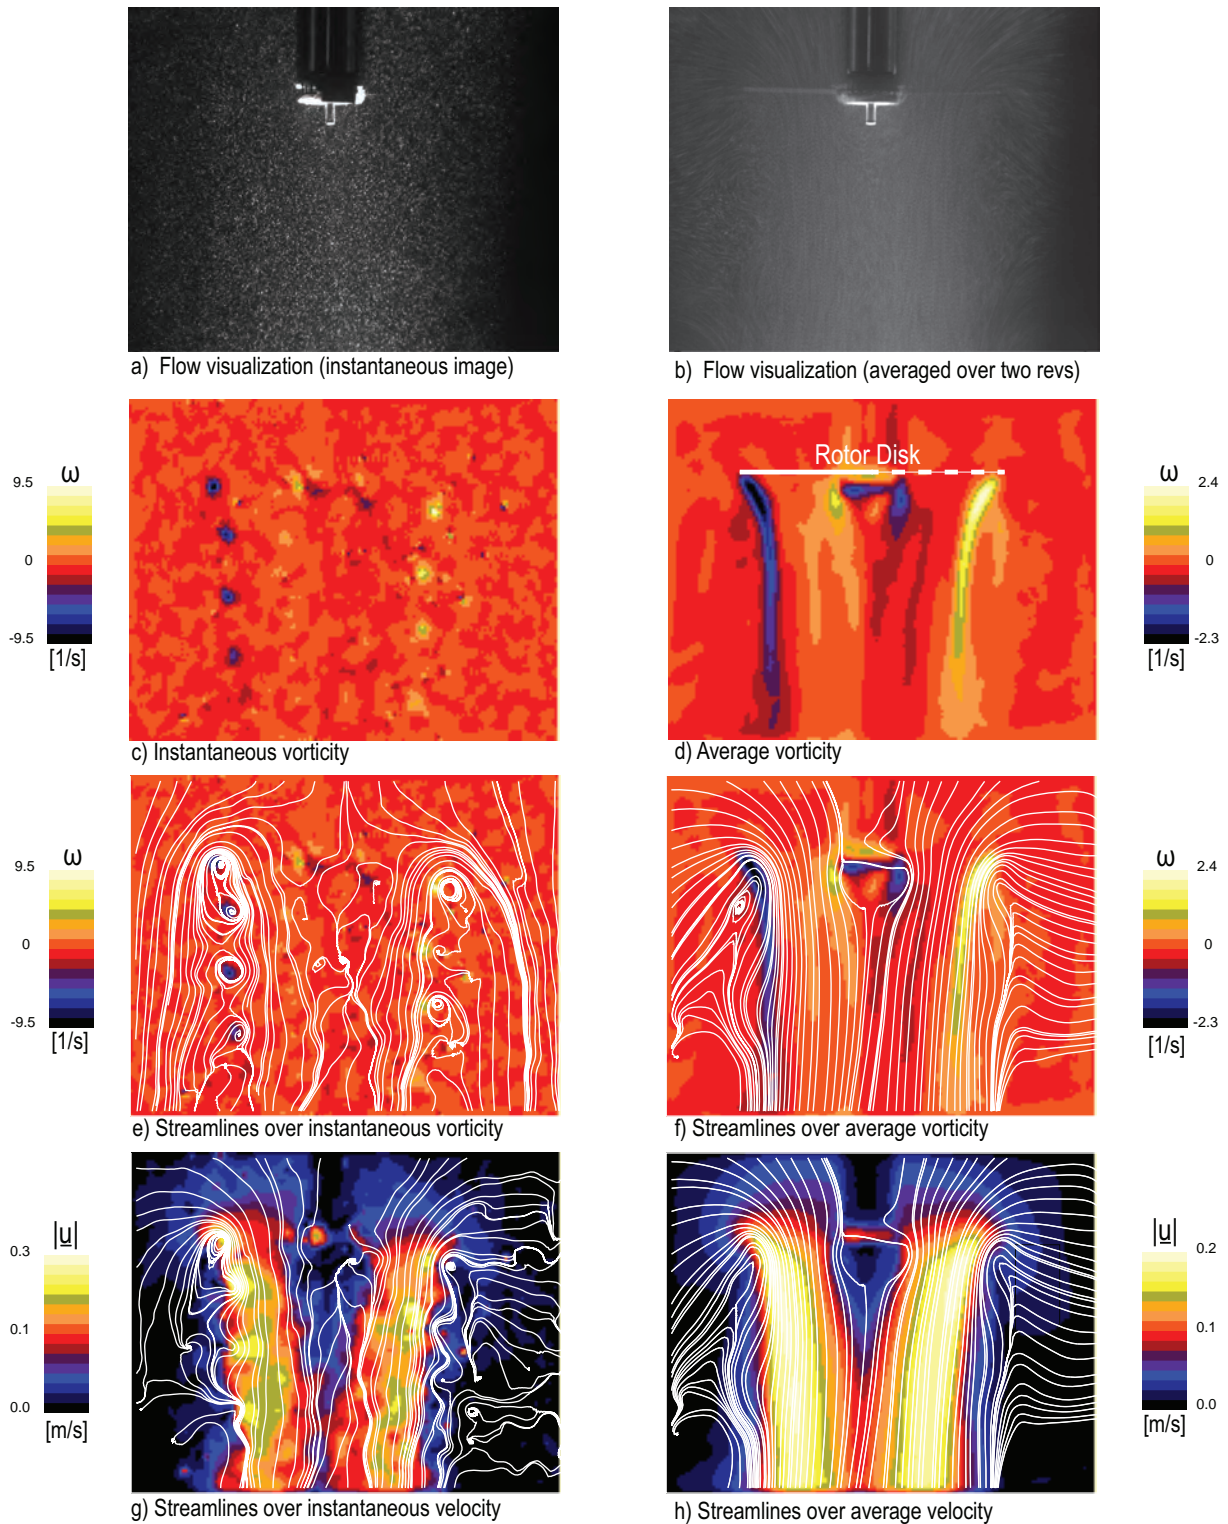 a) Flow visualization (instantaneous image)
b) Flow visualization (averaged over two revs)
ω
9.5
0
-9.5
[1/s]
c) Instantaneous vorticity
Rotor Disk
ω
2.4
0
-2.3
[1/s]
d) Average vorticity
ω
9.5
0
-9.5
[1/s]
e) Streamlines over instantaneous vorticity
ω
2.4
0
-2.3
[1/s]
f) Streamlines over average vorticity
|u|
0.3
0.1
0.0
[m/s]
g) Streamlines over instantaneous velocity
|u|
0.2
0.1
0.0
[m/s]
h) Streamlines over average velocity